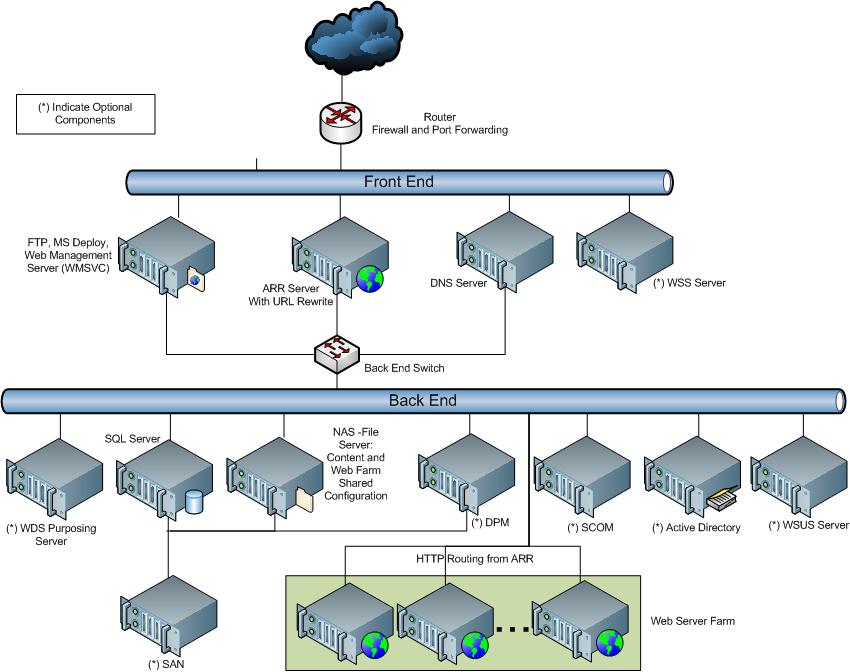 (*) Indicate Optional
Components
Router
Firewall and Port Forwarding
Front End
FTP, MS Deploy,
Web Management
Server (WMSVC)
ARR Server
With URL Rewrite
DNS Server
(*) WSS Server
Back End Switch
Back End
SQL Server
NAS -File
Server:
Content and
Web Farm
Shared
Configuration
(*) WDS Purposing
Server
(*) DPM
(*) SCOM
(*) Active Directory
(*) WSUS Server
HTTP Routing from ARR
(*) SAN
Web Server Farm